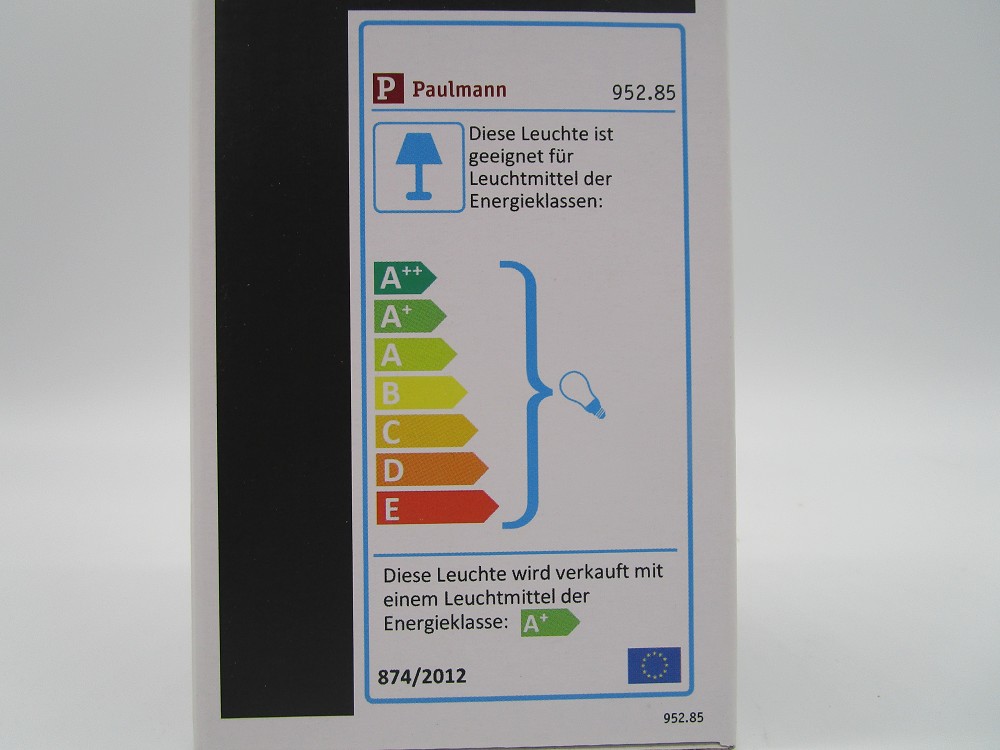 P Paulmann 952.85
Diese Leuchte ist
geeignet für
Leuchtmittel der
Energieklassen:
A++
A+
A
B
C
D
E
Diese Leuchte wird verkauft mit
einem Leuchtmittel der
Energieklasse: A+
874/2012
952.85